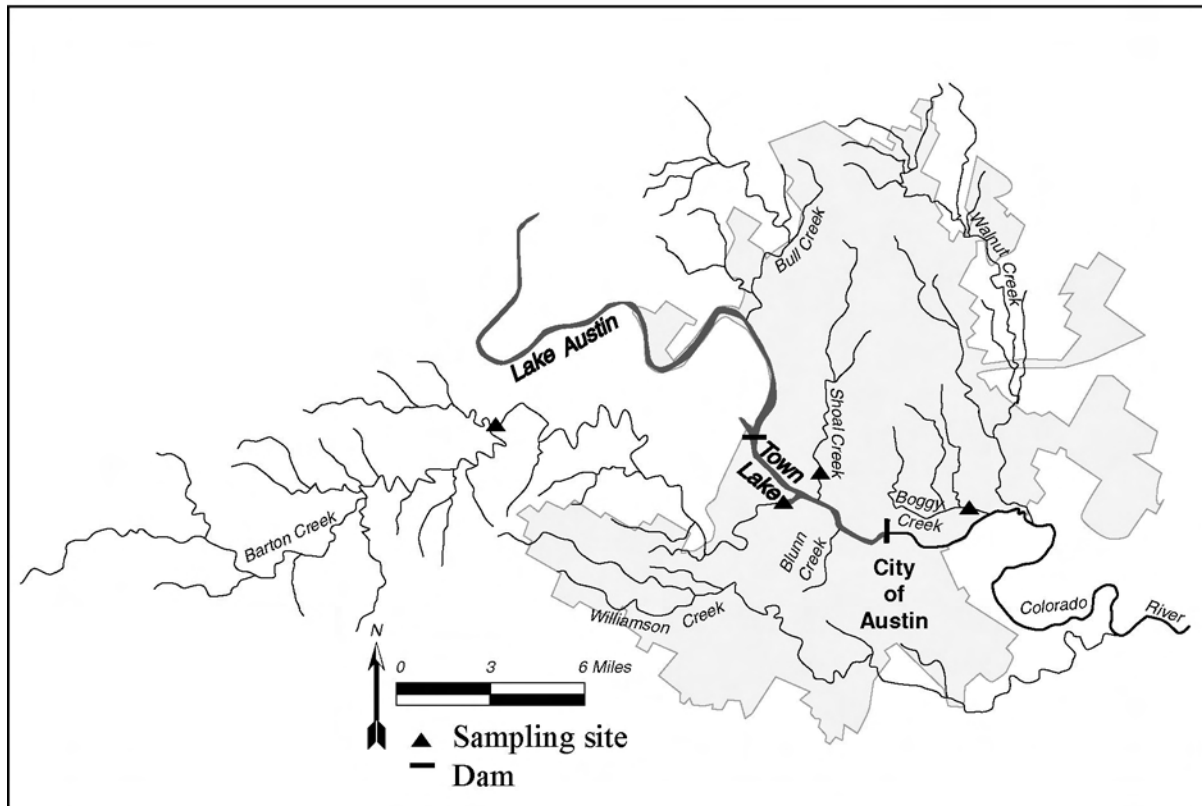 Bull Creek
Walnut Creek
Lake Austin
Shoal Creek
Town
Lake
Boggy
Creek
Barton Creek
Blunn
Creek
City
of
Austin
Williamson Creek
Colorado River
N
0 3 6 Miles
Sampling site
Dam